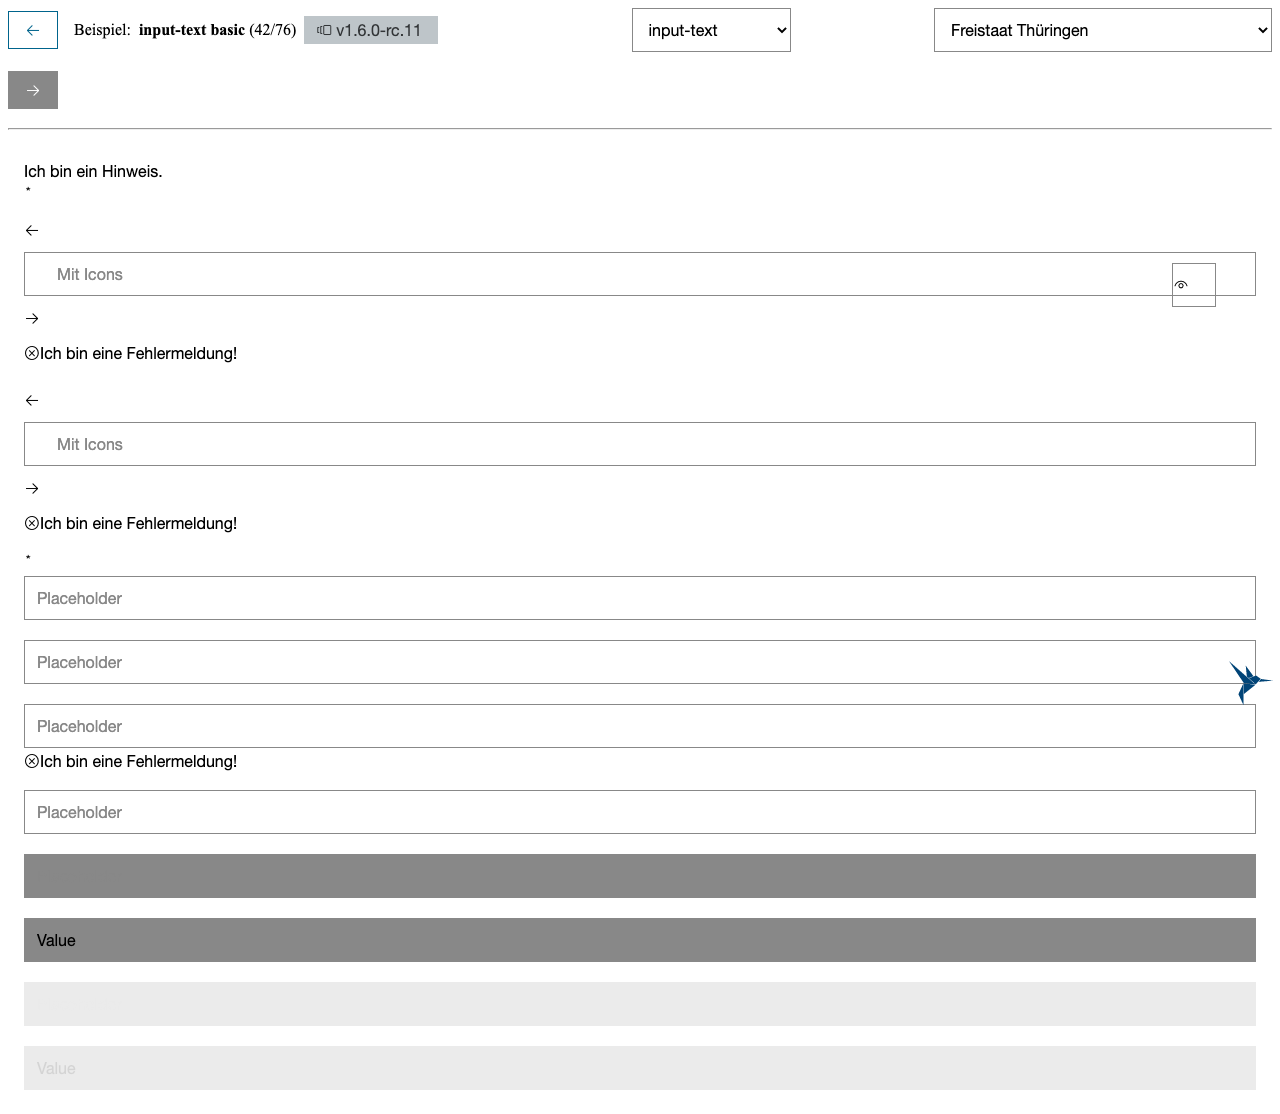 ← Beispiel: input-text basic (42/76) v1.6.0-rc.11 input-text Freistaat Thüringen
→
Ich bin ein Hinweis.
*
←
Mit Icons
→
Ich bin eine Fehlermeldung!
←
Mit Icons
→
Ich bin eine Fehlermeldung!
*
Placeholder
Placeholder
Placeholder
Ich bin eine Fehlermeldung!
Placeholder
Value
Value